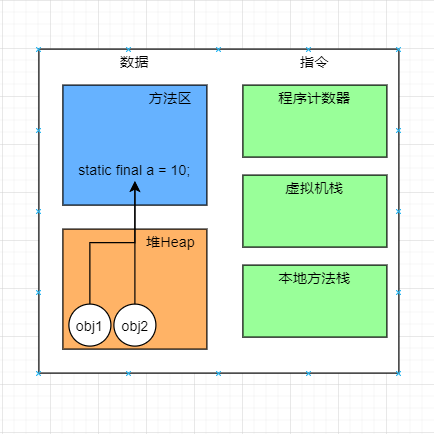 数据
指令
方法区
static final a = 10;
堆Heap
obj1
obj2
程序计数器
虚拟机栈
本地方法栈